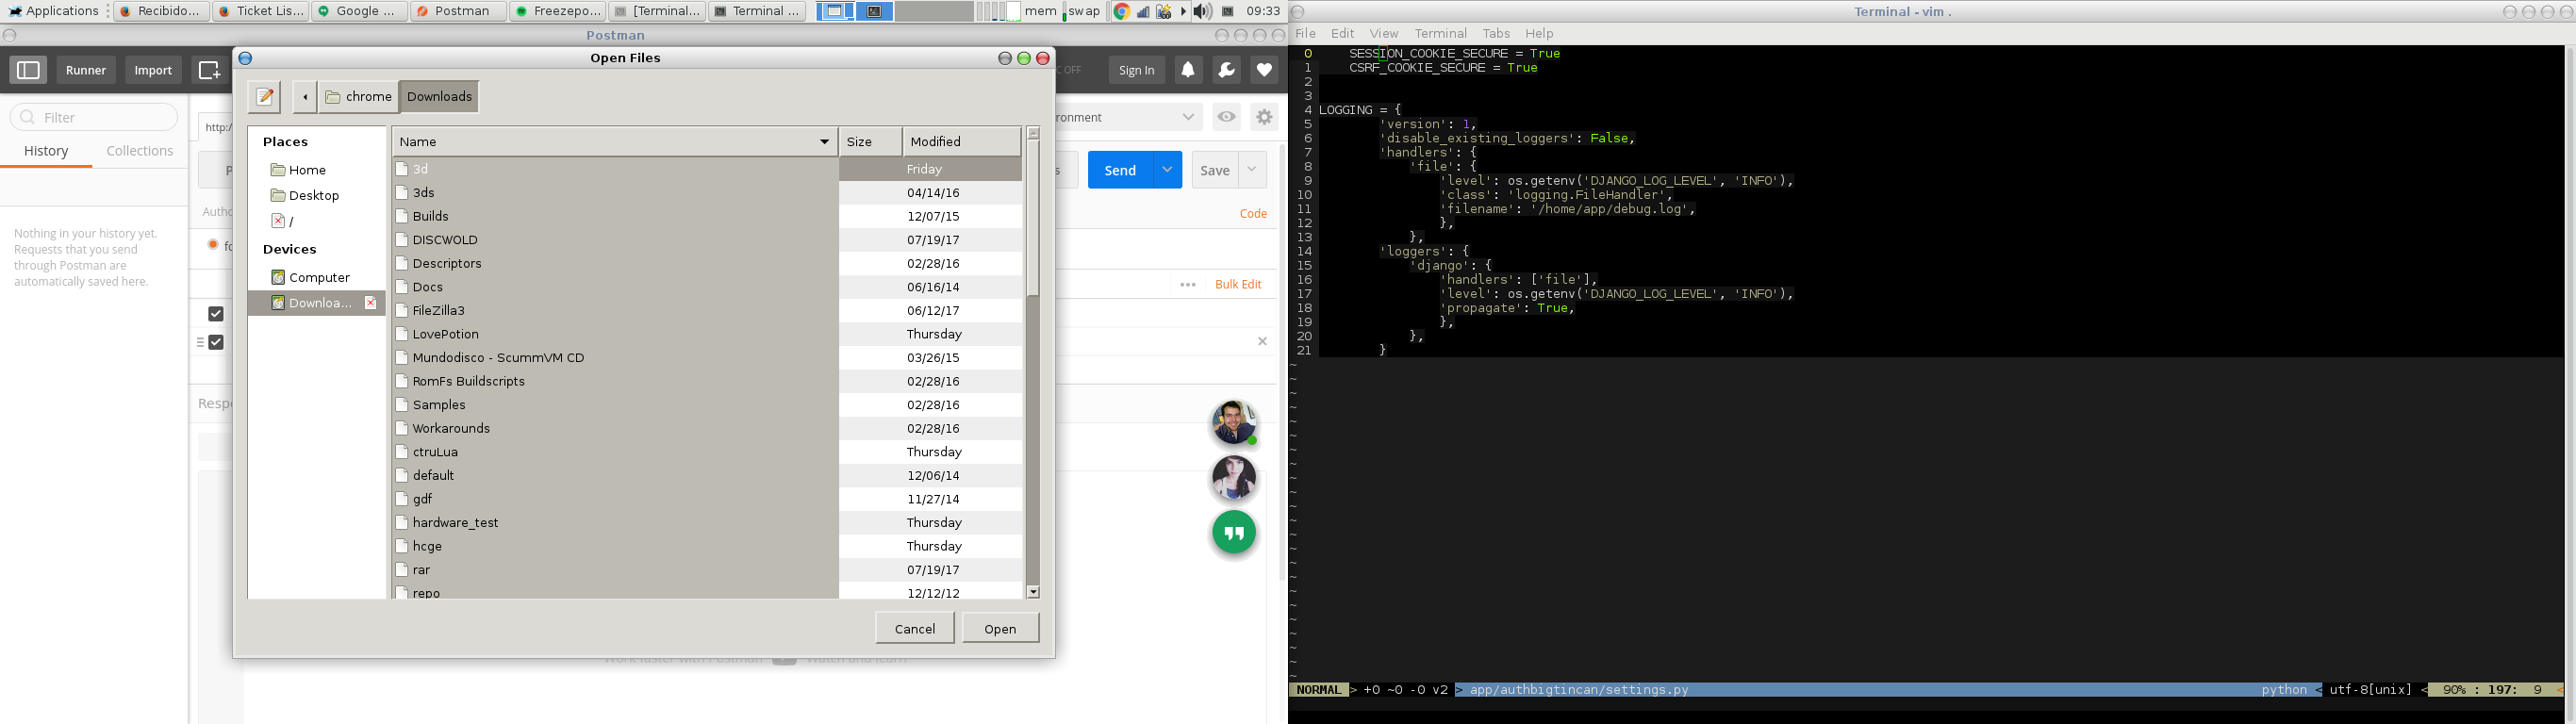 Applications Recibido... Ticket Lis... Google ... Postman Freezepo... [Terminal... Terminal ... mem swap 09:33
Postman
Runner Import OFF Sign In
Open Files
chrome Downloads
Filter
History Collections
Nothing in your history yet.
Requests that you send
through Postman are
automatically saved here.
http:/
ronment
Send Save
Code
Bulk Edit
Places
Home
Desktop
/
Devices
Computer
Downloa...
Name Size Modified
3d Friday
3ds 04/14/16
Builds 12/07/15
DISCWOLD 07/19/17
Descriptors 02/28/16
Docs 06/16/14
FileZilla3 06/12/17
LovePotion Thursday
Mundodisco - ScummVM CD 03/26/15
RomFs Buildscripts 02/28/16
Samples 02/28/16
Workarounds 02/28/16
ctruLua Thursday
default 12/06/14
gdf 11/27/14
hardware_test Thursday
hcge Thursday
rar 07/19/17
repo 12/12/12
Cancel Open
Terminal - vim .
File Edit View Terminal Tabs Help
0 SESSION_COOKIE_SECURE = True
1 CSRF_COOKIE_SECURE = True
2
3
4 LOGGING = {
5 'version': 1,
6 'disable_existing_loggers': False,
7 'handlers': {
8 'file': {
9 'level': os.getenv('DJANGO_LOG_LEVEL', 'INFO'),
10 'class': 'logging.FileHandler',
11 'filename': '/home/app/debug.log',
12 },
13 },
14 'loggers': {
15 'django': {
16 'handlers': ['file'],
17 'level': os.getenv('DJANGO_LOG_LEVEL', 'INFO'),
18 'propagate': True,
19 },
20 },
21 }
NORMAL > +0 ~0 -0 v2 > app/authbigtincan/settings.py python < utf-8[unix] < 90% : 197: 9 <